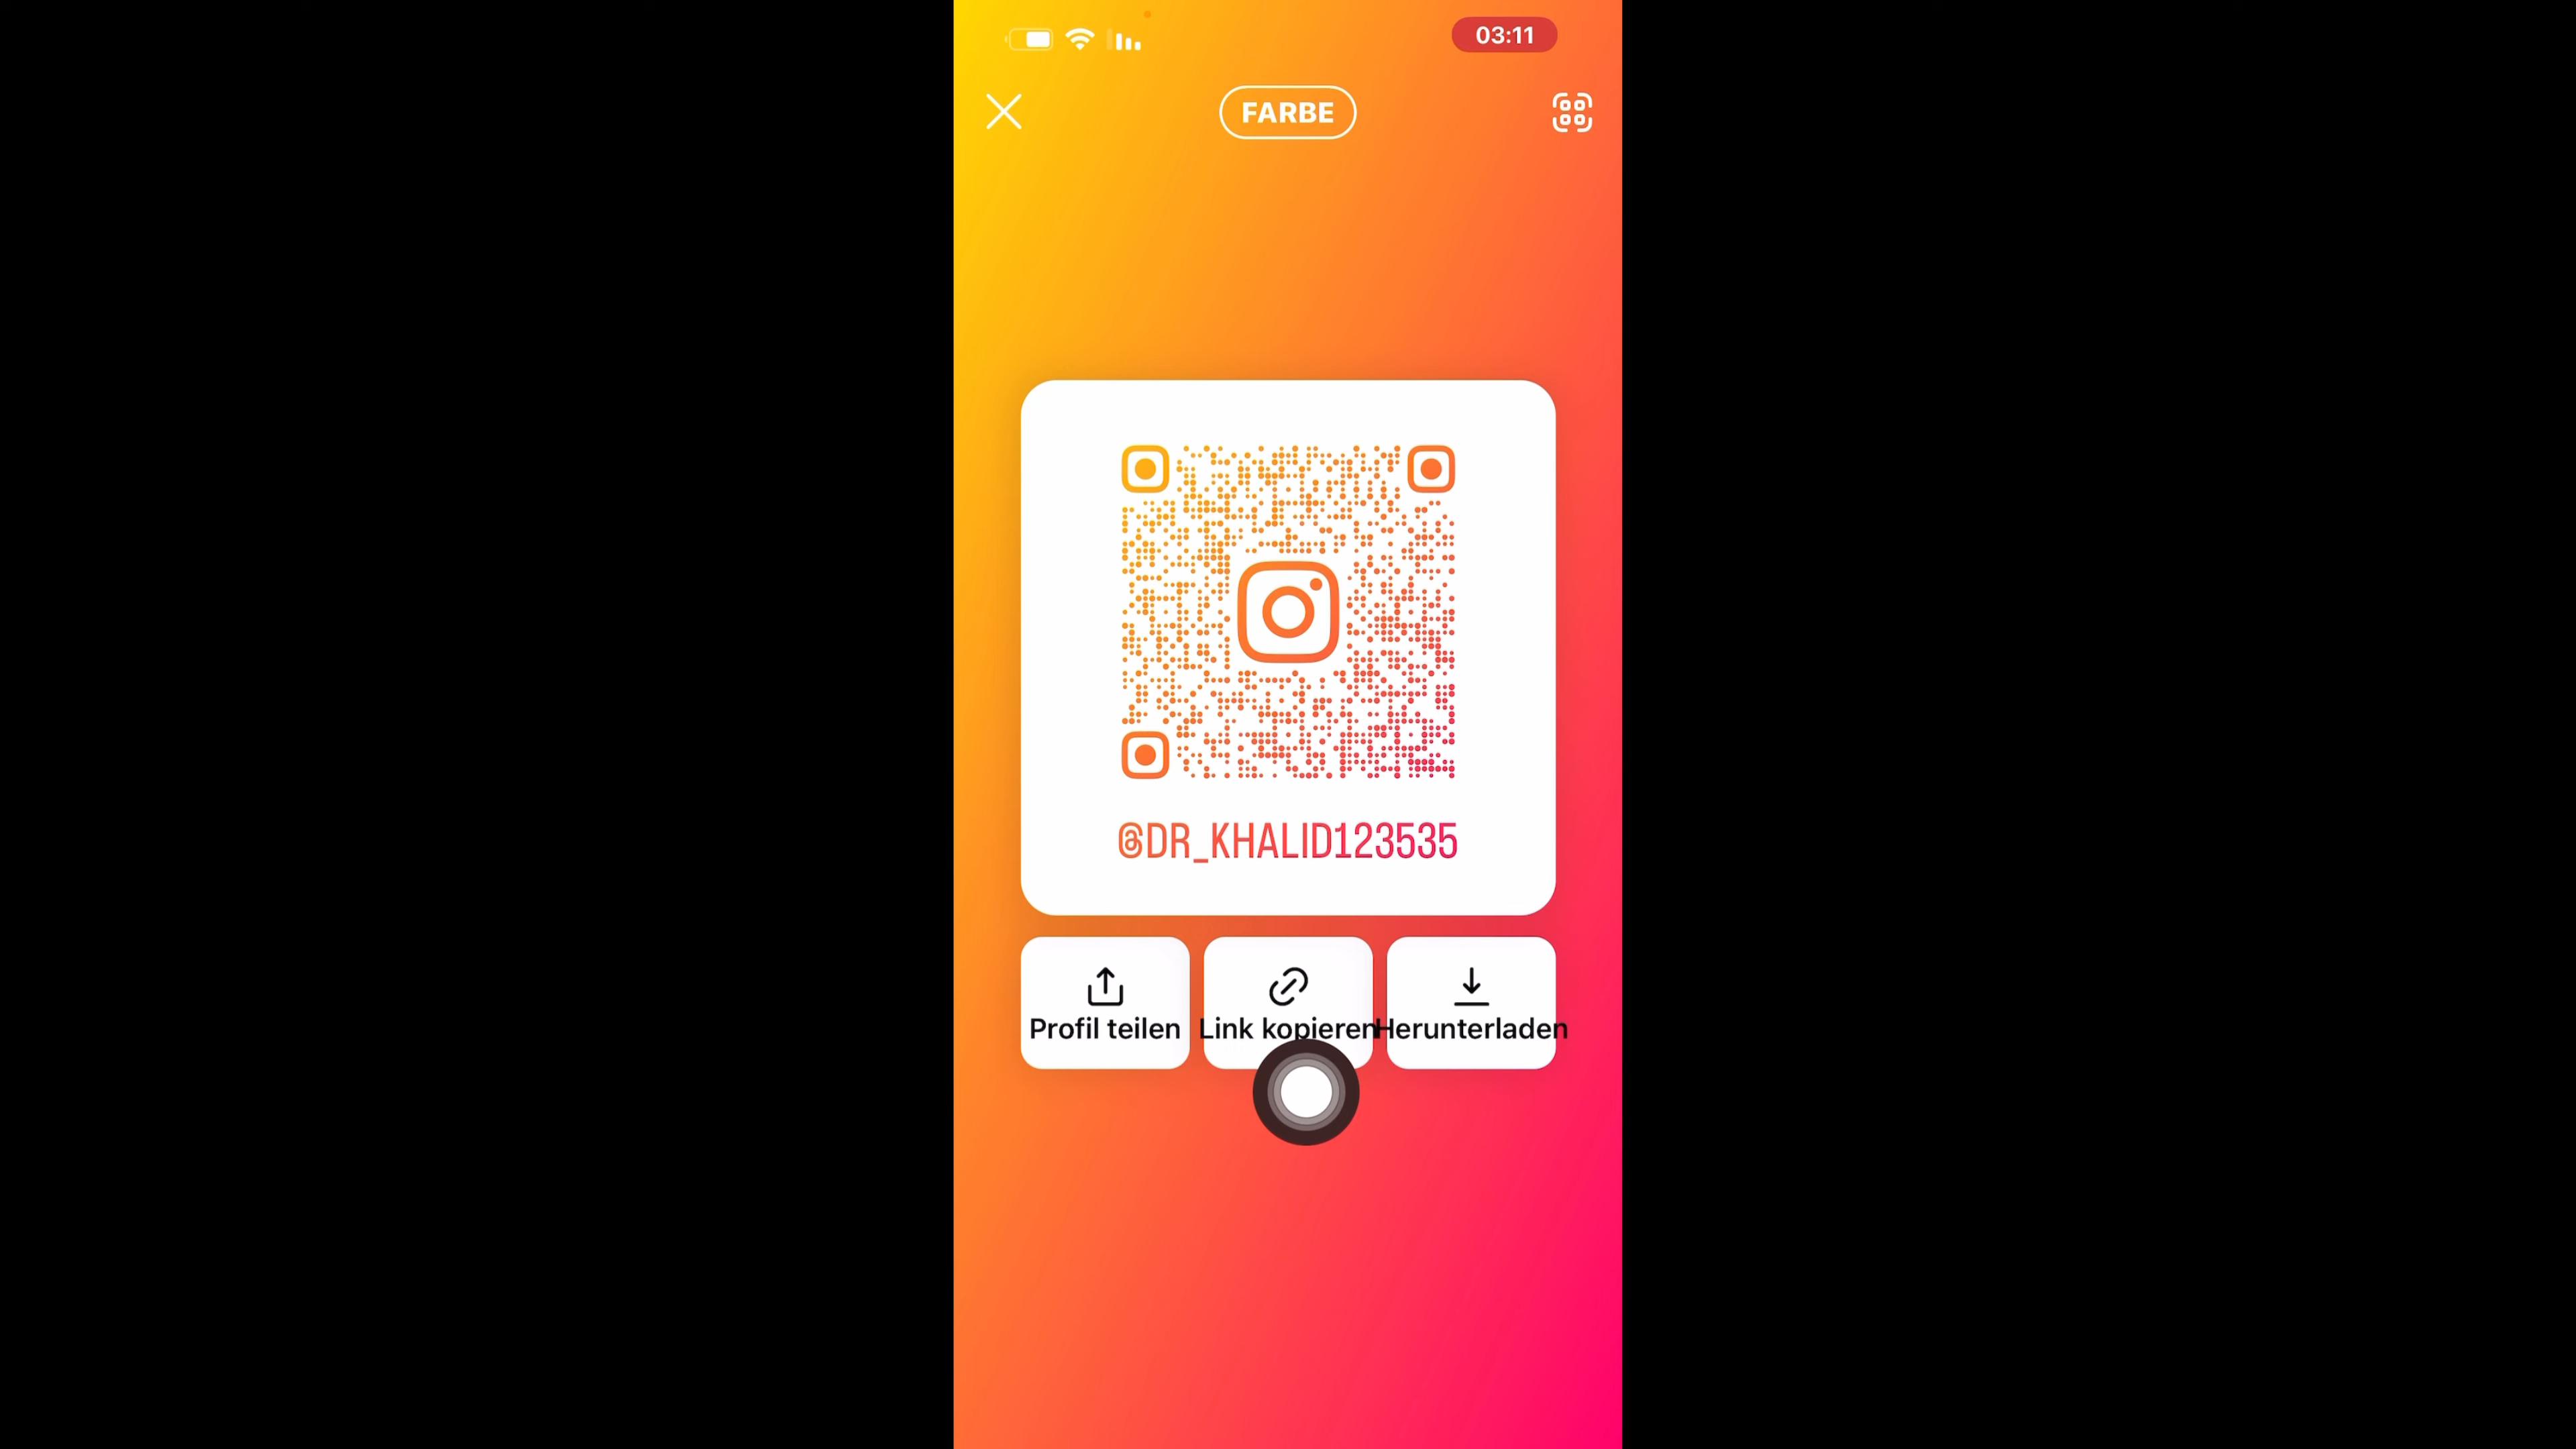 03:11
FARBE
@DR_KHALID123535
Profil teilen
Link kopieren
Herunterladen